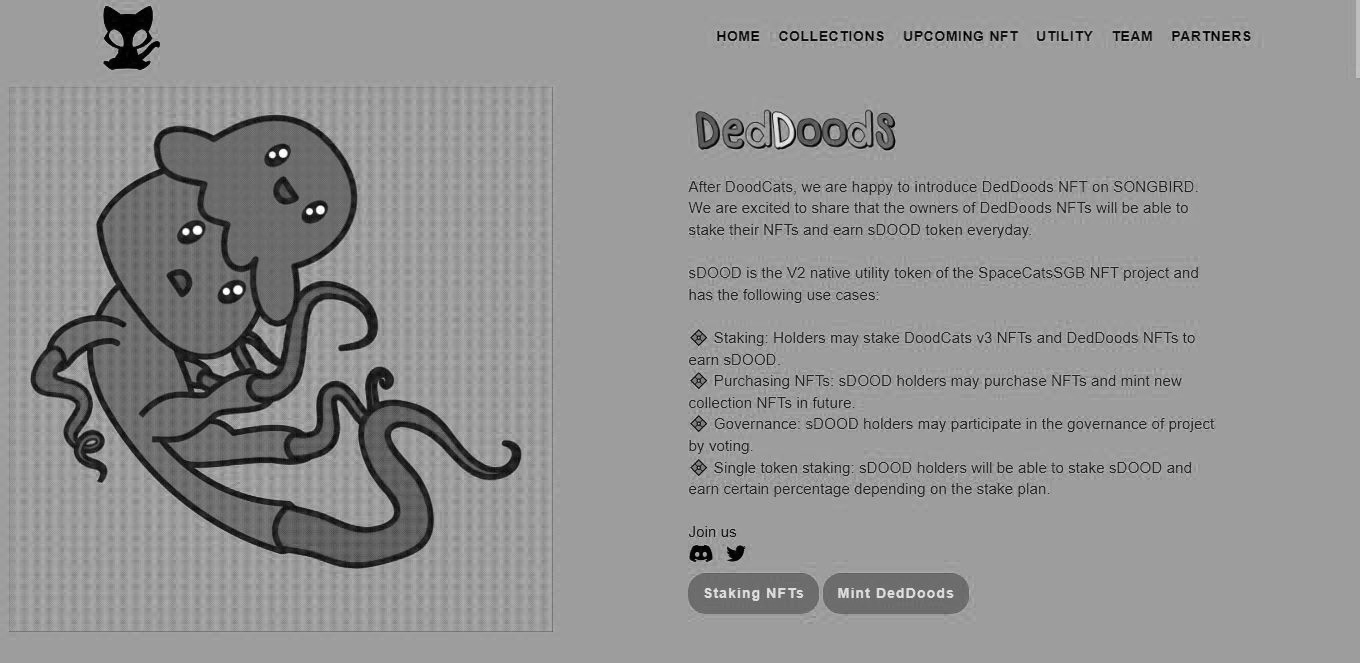 HOME COLLECTIONS UPCOMING NFT UTILITY TEAM PARTNERS
DedDoods
After DoodCats, we are happy to introduce DedDoods NFT on SONGBIRD.
We are excited to share that the owners of DedDoods NFTs will be able to
stake their NFTs and earn sDOOD token everyday.
sDOOD is the V2 native utility token of the SpaceCatsSGB NFT project and
has the following use cases:
Staking: Holders may stake DoodCats v3 NFTs and DedDoods NFTs to
earn sDOOD.
Purchasing NFTs: sDOOD holders may purchase NFTs and mint new
collection NFTs in future.
Governance: sDOOD holders may participate in the governance of project
by voting.
Single token staking: sDOOD holders will be able to stake sDOOD and
earn certain percentage depending on the stake plan.
Join us
Staking NFTs Mint DedDoods